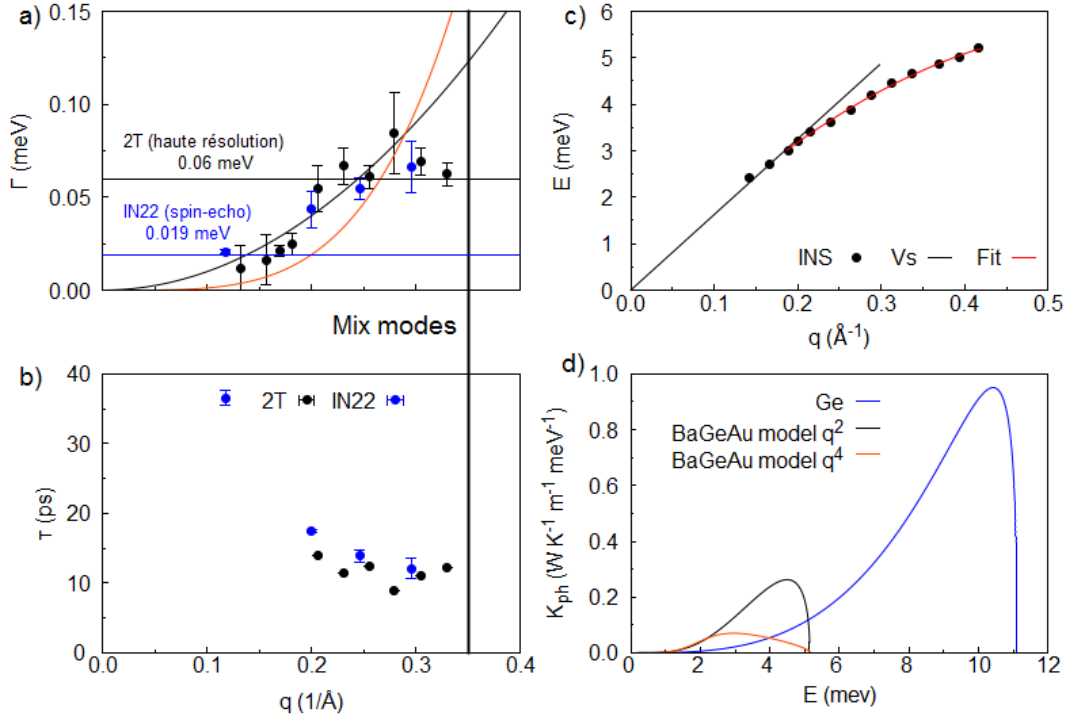 a)
0.15
0.10
0.05
0.00
Γ (meV)
2T (haute résolution)
0.06 meV
IN22 (spin-echo)
0.019 meV
Mix modes
b)
40
30
20
10
0
τ (ps)
2T
IN22
0.0
0.1
0.2
0.3
0.4
q (1/Å)
c)
6
5
4
3
2
1
0
E (meV)
INS
Vs
Fit
0.0
0.1
0.2
0.3
0.4
0.5
q (Å⁻¹)
d)
1.0
0.8
0.6
0.4
0.2
0.0
K_ph (W K⁻¹ m⁻¹ meV⁻¹)
Ge
BaGeAu model q²
BaGeAu model q⁴
0
2
4
6
8
10
12
E (mev)